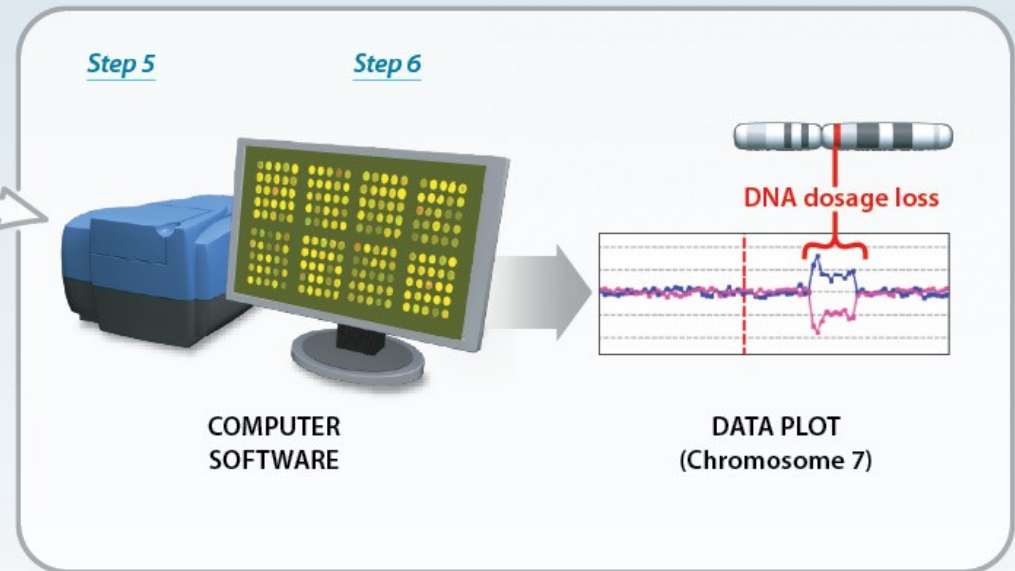 Step 5
Step 6
DNA dosage loss
COMPUTER
SOFTWARE
DATA PLOT
(Chromosome 7)